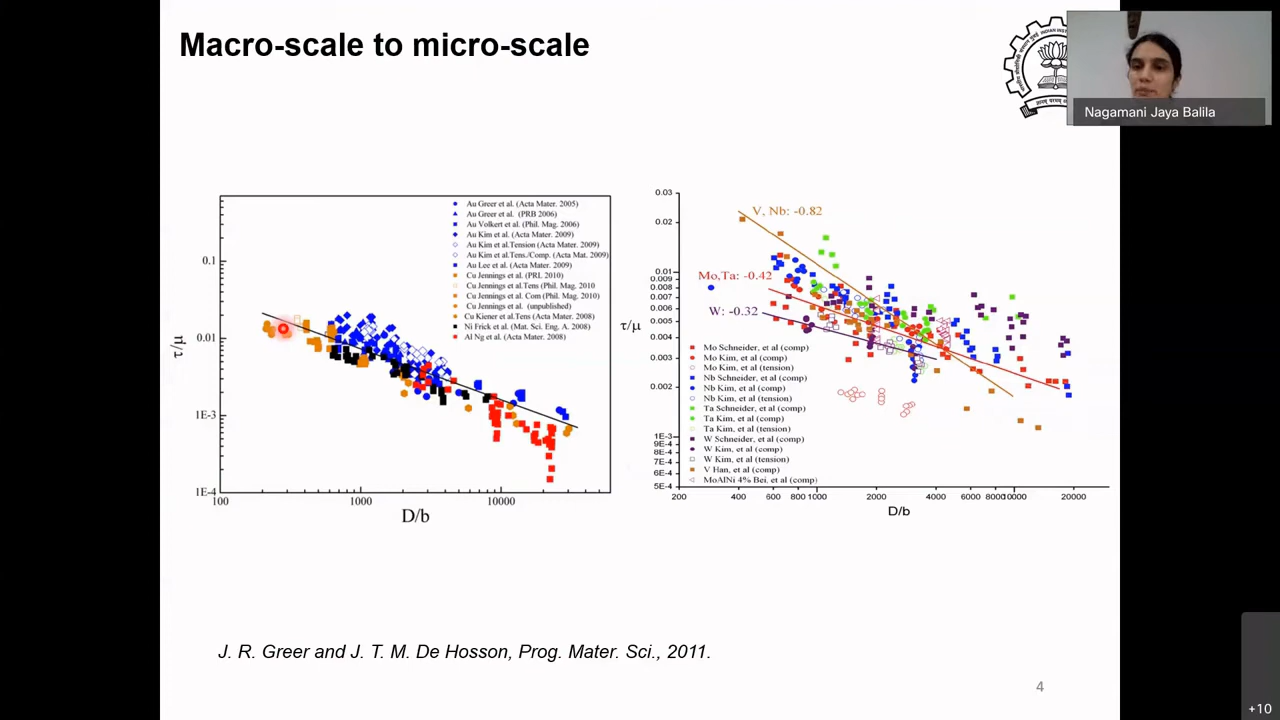 Macro-scale to micro-scale
Nagamani Jaya Balila
τ/μ
0.1
0.01
1E-3
1E-4
100
1000
10000
D/b
Au Greer et al. (Acta Mater. 2005)
Au Greer et al. (PRB 2006)
Au Volkert et al. (Phil. Mag. 2006)
Au Kim et al. (Acta Mater. 2009)
Au Kim et al.Tension (Acta Mater. 2009)
Au Kim et al.Tens./Comp. (Acta Mat. 2009)
Au Lee et al. (Acta Mater. 2009)
Cu Jennings et al. (PRL 2010)
Cu Jennings et al.Tens (Phil. Mag. 2010
Cu Jennings et al. Com (Phil. Mag. 2010)
Cu Jennings et al. (unpublished)
Cu Kiener et al.Tens (Acta Mater. 2008)
Ni Frick et al. (Mat. Sci. Eng. A. 2008)
Al Ng et al. (Acta Mater. 2008)
τ/μ
0.03
0.02
0.01
0.009
0.008
0.007
0.006
0.005
0.004
0.003
0.002
1E-3
9E-4
8E-4
7E-4
6E-4
5E-4
V, Nb: -0.82
Mo,Ta: -0.42
W: -0.32
Mo Schneider, et al (comp)
Mo Kim, et al (comp)
Mo Kim, et al (tension)
Nb Schneider, et al (comp)
Nb Kim, et al (comp)
Nb Kim, et al (tension)
Ta Schneider, et al (comp)
Ta Kim, et al (comp)
Ta Kim, et al (tension)
W Schneider, et al (comp)
W Kim, et al (comp)
W Kim, et al (tension)
V Han, et al (comp)
MoAlNi 4% Bei, et al (comp)
200
400
600
800
1000
2000
4000
6000
8000
10000
20000
D/b
J. R. Greer and J. T. M. De Hosson, Prog. Mater. Sci., 2011.
4
+10